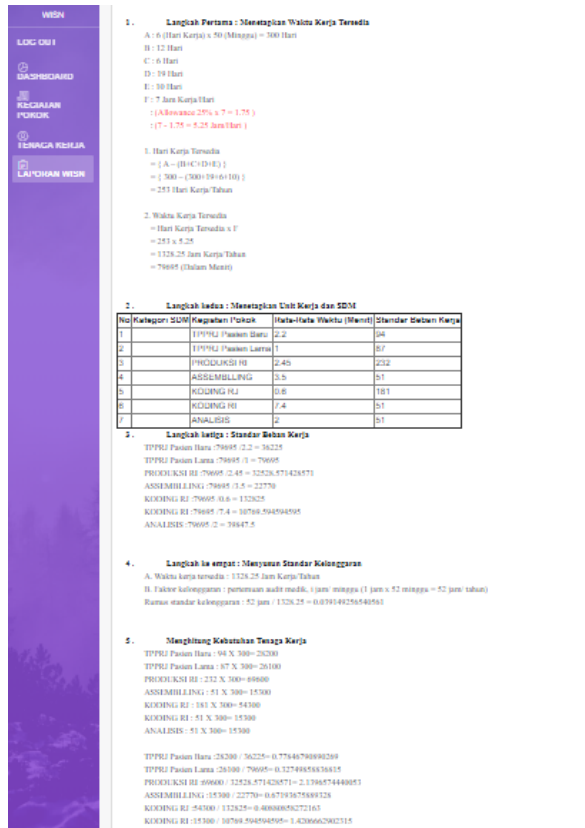 WISN
LOG OUT
DASHBOARD
KEGIATAN
POKOK
TENAGA KERJA
LAPORAN WISN
1. Langkah Pertama : Menetapkan Waktu Kerja Tersedia
A : 6 (Hari Kerja) x 50 (Minggu) = 300 Hari
B : 12 Hari
C : 6 Hari
D : 19 Hari
E : 10 Hari
F : 7 Jam Kerja/Hari
: (Allowance 25% x 7 = 1.75 )
: (7 - 1.75 = 5.25 Jam/Hari )
1. Hari Kerja Tersedia
= { A – (B+C+D+E) }
= { 300 – (300+19+6+10) }
= 253 Hari Kerja/Tahun
2. Waktu Kerja Tersedia
= Hari Kerja Tersedia x F
= 253 x 5.25
= 1328.25 Jam Kerja/Tahun
= 79695 (Dalam Menit)
2. Langkah kedua : Menetapkan Unit Kerja dan SDM
No Kategori SDM Kegiatan Pokok Rata-Rata Waktu (Menit) Standar Beban Kerja
1 TPPRJ Pasien Baru 2.2 94
2 TPPRJ Pasien Lama 1 87
3 PRODUKSI RI 2.45 232
4 ASSEMBLLING 3.5 51
5 KODING RJ 0.6 181
6 KODING RI 7.4 51
7 ANALISIS 2 51
3. Langkah ketiga : Standar Beban Kerja
TPPRJ Pasien Baru :79695 /2.2 = 36225
TPPRJ Pasien Lama :79695 /1 = 79695
PRODUKSI RI :79695 /2.45 = 32528.571428571
ASSEMBLLING :79695 /3.5 = 22770
KODING RJ :79695 /0.6 = 132825
KODING RI :79695 /7.4 = 10769.594594595
ANALISIS :79695 /2 = 39847.5
4. Langkah ke empat : Menyusun Standar Kelonggaran
A. Waktu kerja tersedia : 1328.25 Jam Kerja/Tahun
B. Faktor kelonggaran : pertemuan audit medik, 1 jam/ minggu (1 jam x 52 minggu = 52 jam/ tahun)
Rumus standar kelonggaran : 52 jam / 1328.25 = 0.039149256540561
5. Menghitung Kebutuhan Tenaga Kerja
TPPRJ Pasien Baru : 94 X 300= 28200
TPPRJ Pasien Lama : 87 X 300= 26100
PRODUKSI RI : 232 X 300= 69600
ASSEMBLLING : 51 X 300= 15300
KODING RJ : 181 X 300= 54300
KODING RI : 51 X 300= 15300
ANALISIS : 51 X 300= 15300
TPPRJ Pasien Baru :28200 / 36225= 0.77846790890269
TPPRJ Pasien Lama :26100 / 79695= 0.32749858836815
PRODUKSI RI :69600 / 32528.571428571= 2.1396574440053
ASSEMBLLING :15300 / 22770= 0.67193675889328
KODING RJ :54300 / 132825= 0.40880858272163
KODING RI :15300 / 10769.594594595= 1.4206662902315